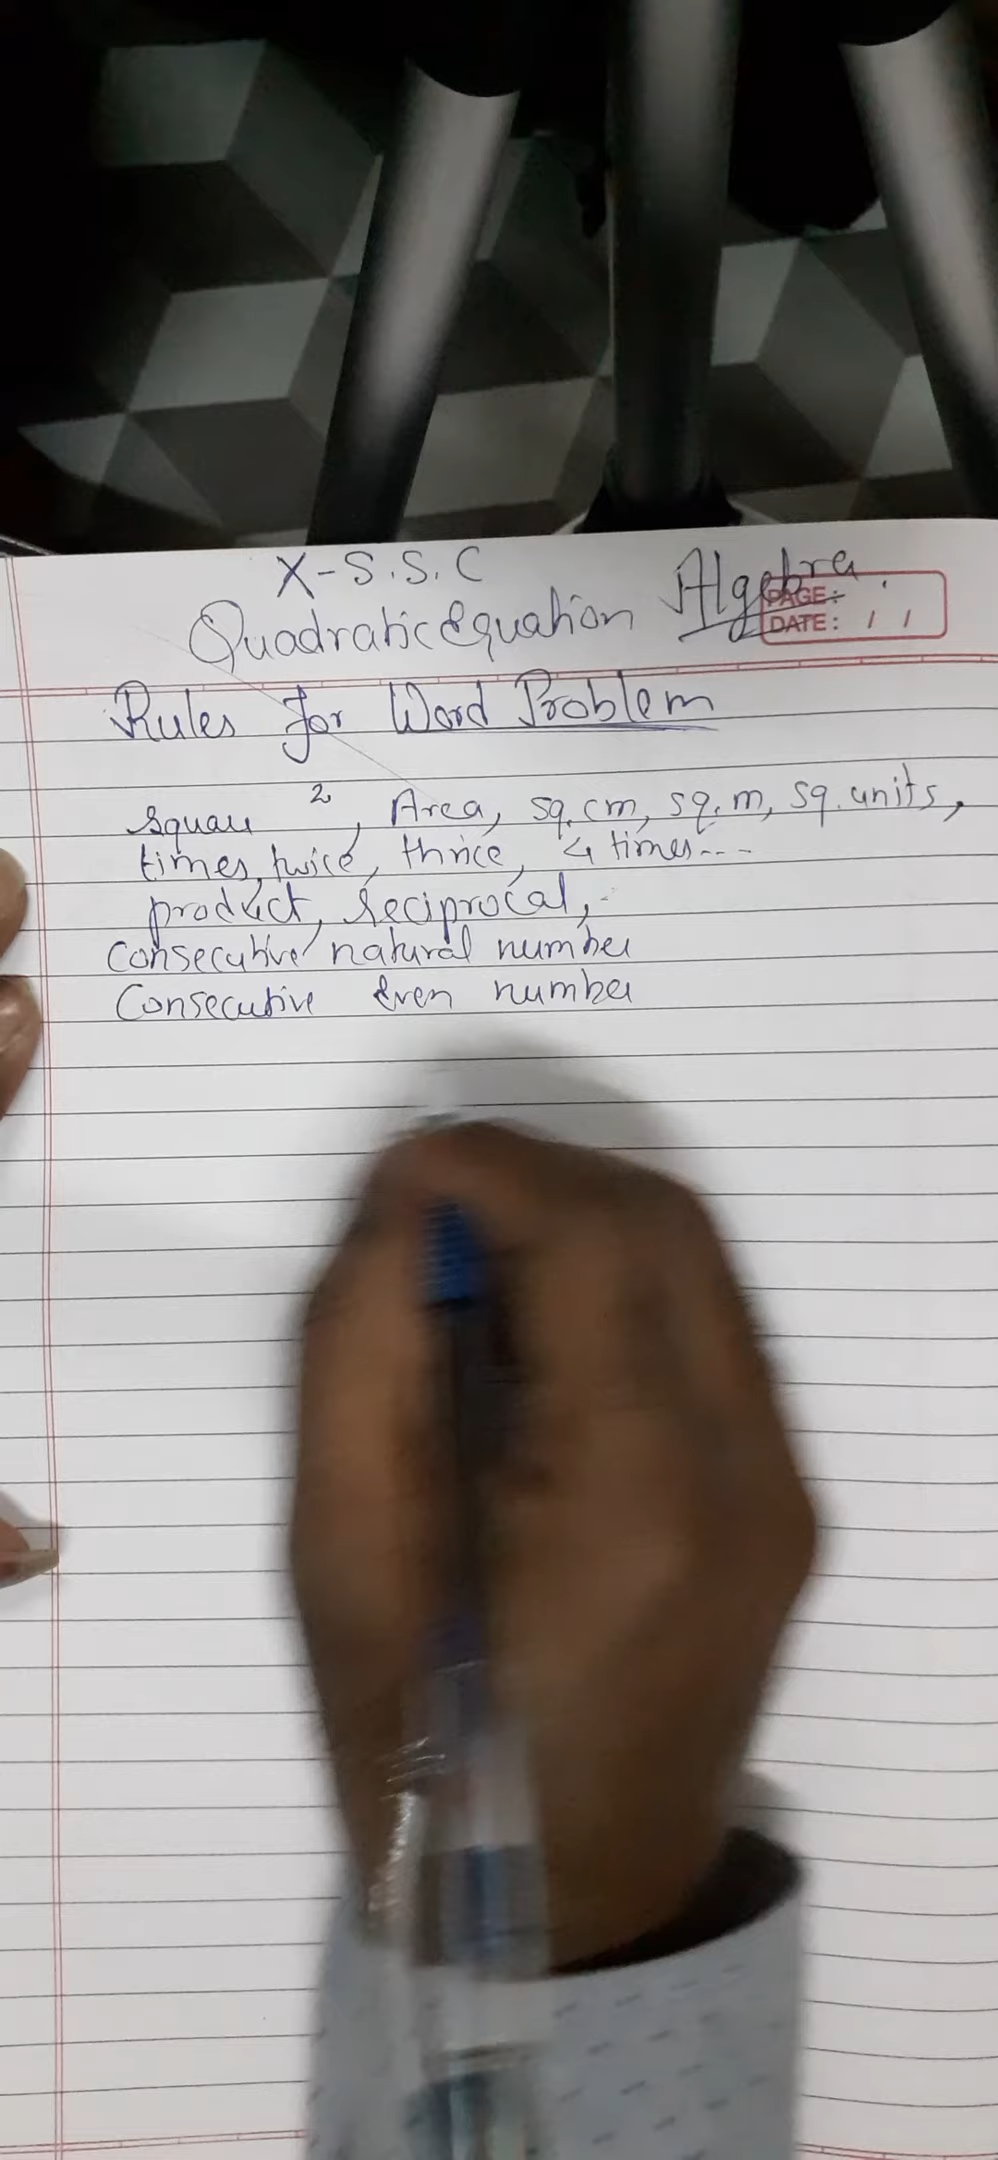 X-S.S.C
Quadratic Equation Algebra
PAGE:
DATE: / /
Rules for Word Problem
square 2, Area, sq.cm, sq.m, sq.units,
times, twice, thrice, 4 times---
product, reciprocal,
Consecutive natural number
Consecutive Even number